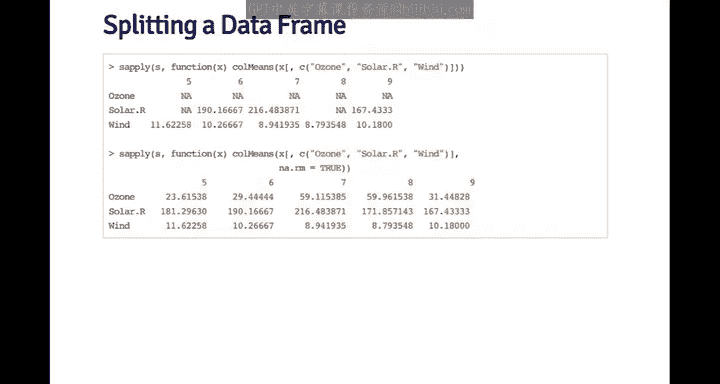 Splitting a Data Frame
> sapply(s, function(x) colMeans(x[, c("Ozone", "Solar.R", "Wind")]))
5 6 7 8 9
Ozone NA NA NA NA NA
Solar.R NA 190.16667 216.483871 NA 167.4333
Wind 11.62258 10.26667 8.941935 8.793548 10.1800
> sapply(s, function(x) colMeans(x[, c("Ozone", "Solar.R", "Wind")],
na.rm = TRUE))
5 6 7 8 9
Ozone 23.61538 29.44444 59.115385 59.961538 31.44828
Solar.R 181.29630 190.16667 216.483871 171.857143 167.43333
Wind 11.62258 10.26667 8.941935 8.793548 10.18000